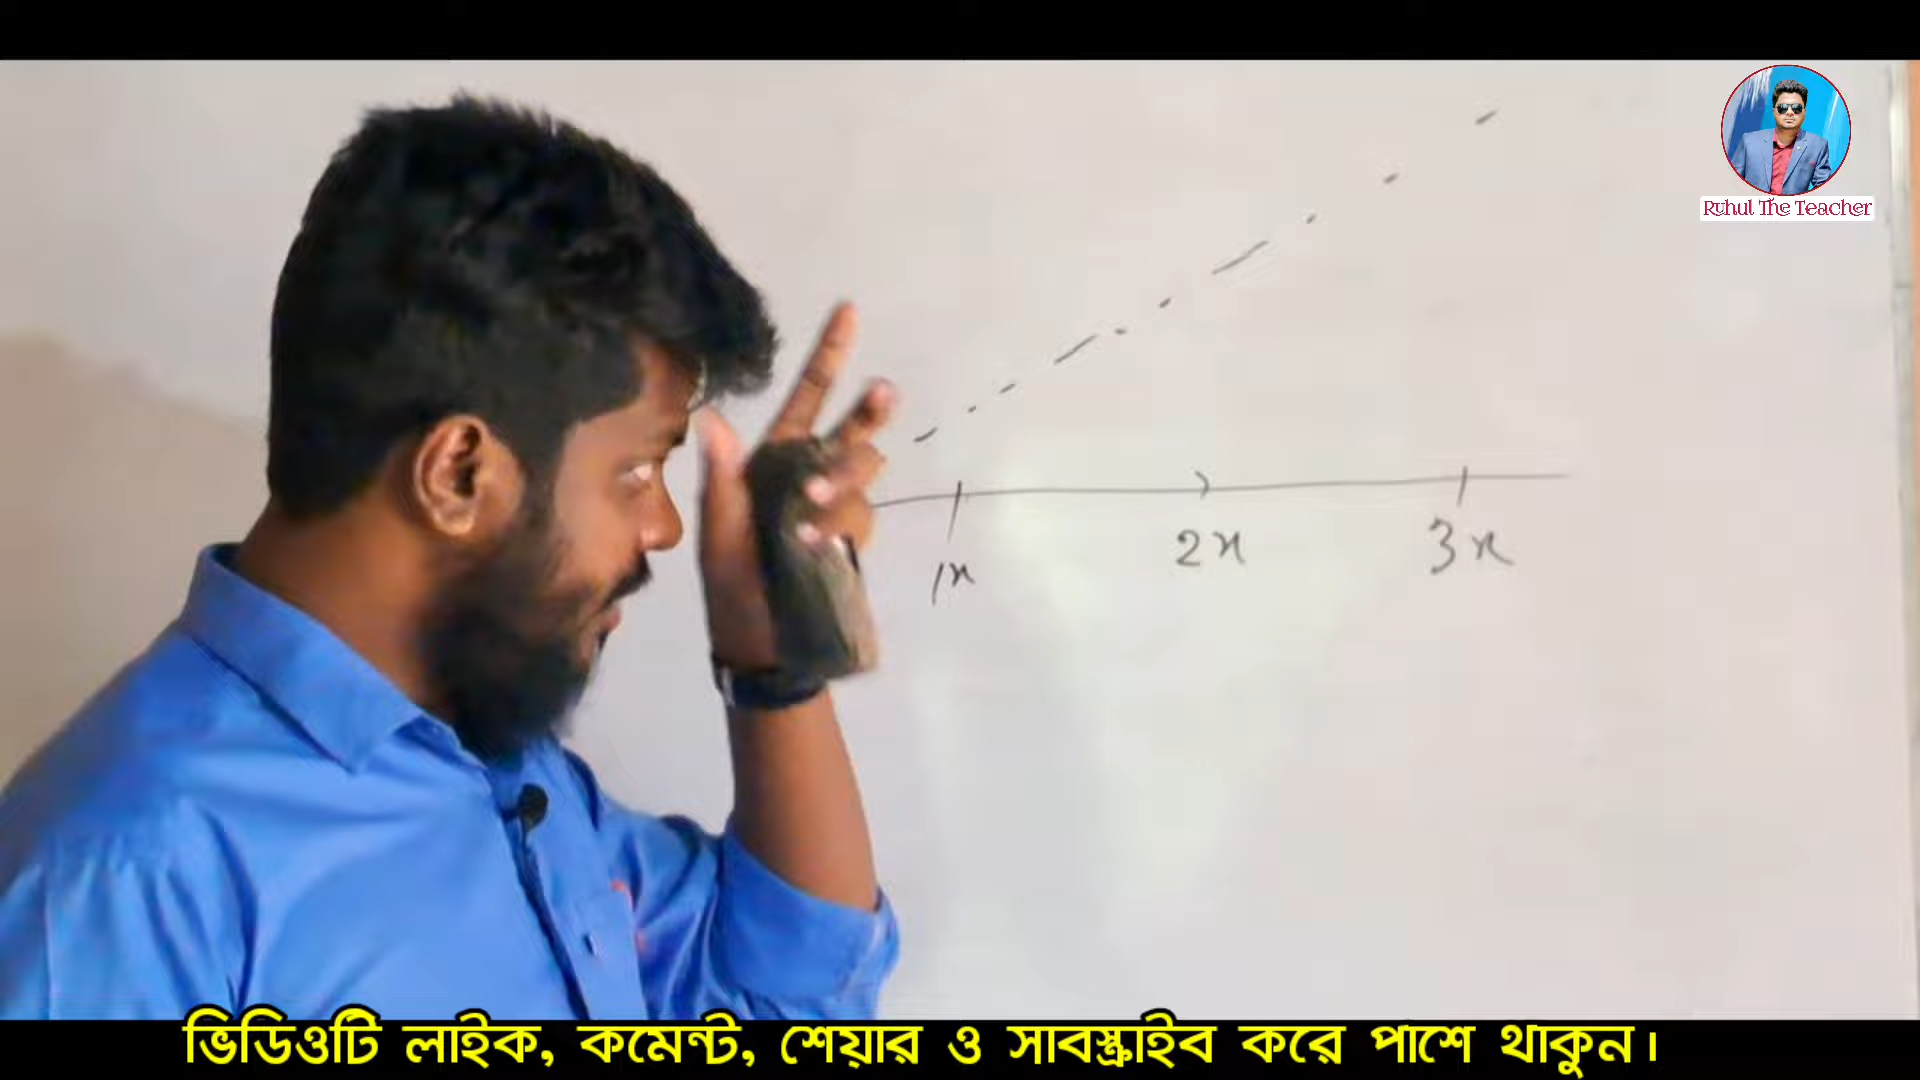 Ruhul The Teacher
1x
2x
3x
ভিডিওটি লাইক, কমেন্ট, শেয়ার ও সাবস্ক্রাইব করে পাশে থাকুন।